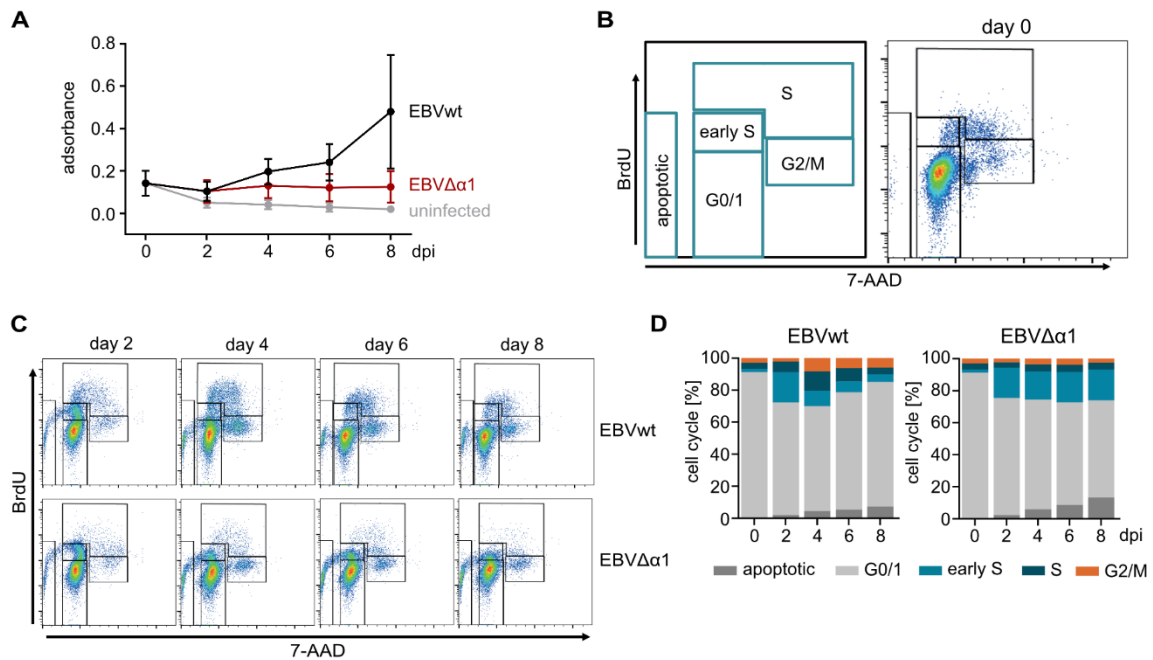 A
0.8
0.6
0.4
0.2
0.0
adsorbance
EBVwt
EBVΔα1
uninfected
0 2 4 6 8 dpi
B
day 0
S
early S
G2/M
G0/1
apoptotic
BrdU
7-AAD
C
day 2 day 4 day 6 day 8
EBVwt
EBVΔα1
BrdU
7-AAD
D
EBVwt EBVΔα1
cell cycle [%]
100
80
60
40
20
0
0 2 4 6 8
cell cycle [%]
100
80
60
40
20
0
0 2 4 6 8 dpi
apoptotic G0/1 early S S G2/M